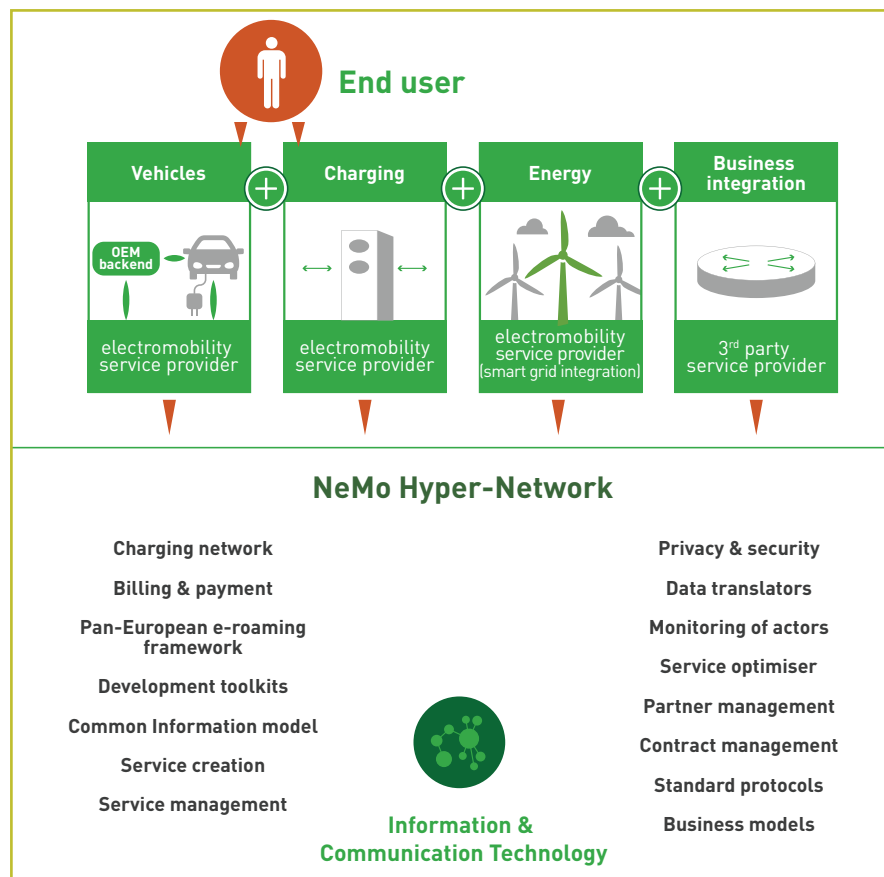 End user
Vehicles
Charging
Energy
Business
integration
OEM
backend
electromobility
service provider
electromobility
service provider
electromobility
service provider
(smart grid integration)
3rd party
service provider
NeMo Hyper-Network
Charging network
Billing & payment
Pan-European e-roaming
framework
Development toolkits
Common Information model
Service creation
Service management
Privacy & security
Data translators
Monitoring of actors
Service optimiser
Partner management
Contract management
Standard protocols
Business models
Information &
Communication Technology